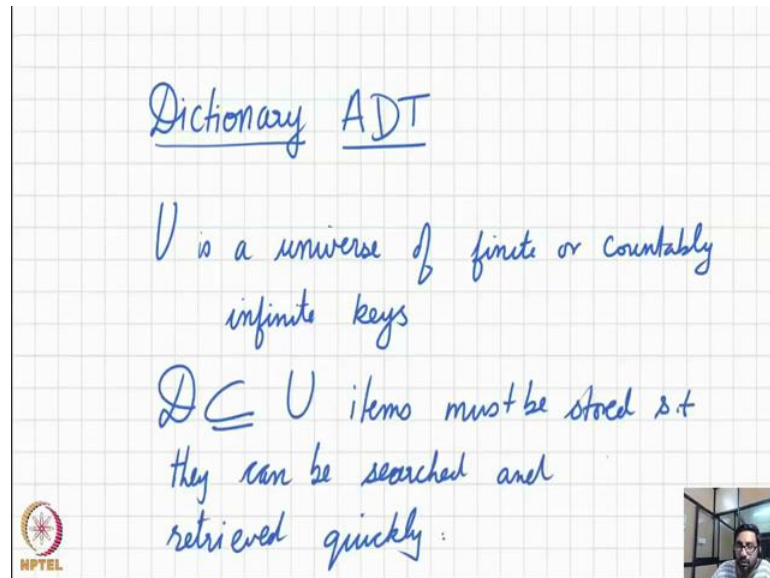 Dictionary ADT
U is a universe of finite or countably
infinite keys
D ⊆ U items must be stored s.t
they can be searched and
retrieved quickly.
NPTEL